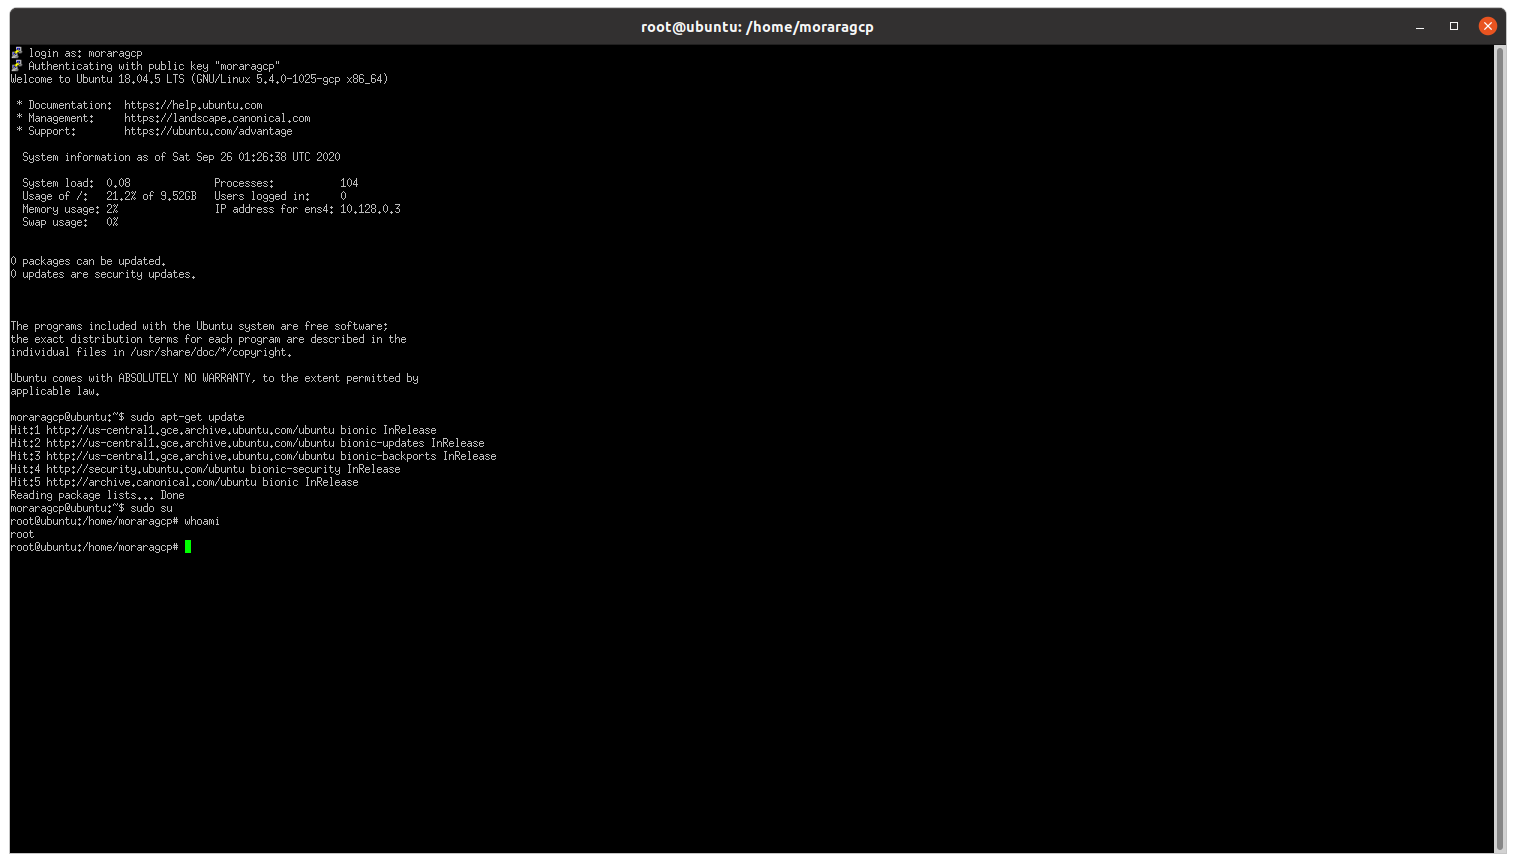 root@ubuntu: /home/moraragcp
login as: moraragcp
Authenticating with public key "moraragcp"
Welcome to Ubuntu 18.04.5 LTS (GNU/Linux 5.4.0-1025-gcp x86_64)
* Documentation:  https://help.ubuntu.com
* Management:     https://landscape.canonical.com
* Support:        https://ubuntu.com/advantage
System information as of Sat Sep 26 01:26:38 UTC 2020
System load:  0.08              Processes:           104
Usage of /:   21.2% of 9.52GB   Users logged in:     0
Memory usage: 2%                IP address for ens4: 10.128.0.3
Swap usage:   0%
0 packages can be updated.
0 updates are security updates.
The programs included with the Ubuntu system are free software;
the exact distribution terms for each program are described in the
individual files in /usr/share/doc/*/copyright.
Ubuntu comes with ABSOLUTELY NO WARRANTY, to the extent permitted by
applicable law.
moraragcp@ubuntu:~$ sudo apt-get update
Hit:1 http://us-central1.gce.archive.ubuntu.com/ubuntu bionic InRelease
Hit:2 http://us-central1.gce.archive.ubuntu.com/ubuntu bionic-updates InRelease
Hit:3 http://us-central1.gce.archive.ubuntu.com/ubuntu bionic-backports InRelease
Hit:4 http://security.ubuntu.com/ubuntu bionic-security InRelease
Hit:5 http://archive.canonical.com/ubuntu bionic InRelease
Reading package lists... Done
moraragcp@ubuntu:~$ sudo su
root@ubuntu:/home/moraragcp# whoami
root
root@ubuntu:/home/moraragcp#